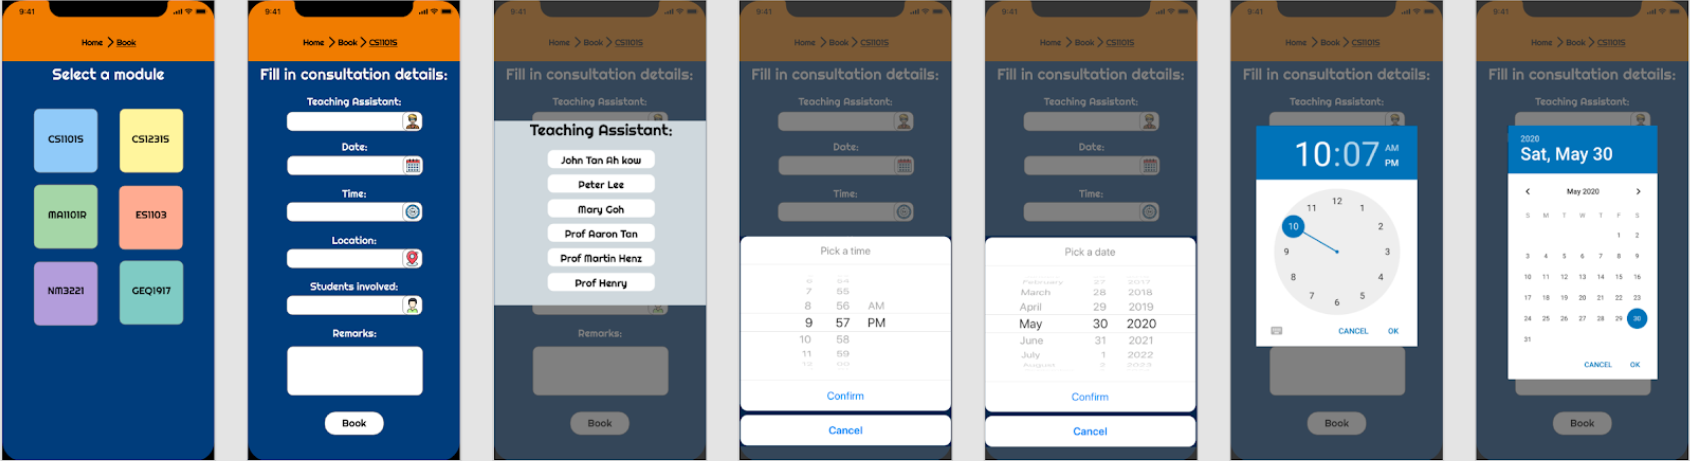 9:41
Home > Book
Select a module
CS1101S CS1231S
MA1101R ES1103
NM3221 GEQ1917
9:41
Home > Book > CS1101S
Fill in consultation details:
Teaching Assistant:
Date:
Time:
Location:
Students involved:
Remarks:
Book
9:41
Home > Book > CS1101S
Fill in consultation details:
Teaching Assistant:
Teaching Assistant:
John Tan Ah kow
Peter Lee
Mary Goh
Prof Aaron Tan
Prof Martin Henz
Prof Henry
Remarks:
Book
9:41
Home > Book > CS1101S
Fill in consultation details:
Teaching Assistant:
Date:
Time:
Pick a time
7 55
8 56 AM
9 57 PM
10 58
11 59
Confirm
Cancel
9:41
Home > Book > CS1101S
Fill in consultation details:
Teaching Assistant:
Date:
Time:
Pick a date
February 27 2017
March 28 2018
April 29 2019
May 30 2020
June 31 2021
July 1 2022
August 2 2023
Confirm
Cancel
9:41
Home > Book > CS1101S
Fill in consultation details:
Teaching Assistant:
10:07 AM
PM
12
11 1
10 2
9 3
8 4
7 5
6
CANCEL OK
Book
9:41
Home > Book > CS1101S
Fill in consultation details:
Teaching Assistant:
2020
Sat, May 30
< May 2020 >
S M T W T F S
1 2
3 4 5 6 7 8 9
10 11 12 13 14 15 16
17 18 19 20 21 22 23
24 25 26 27 28 29 30
31
CANCEL OK
Book